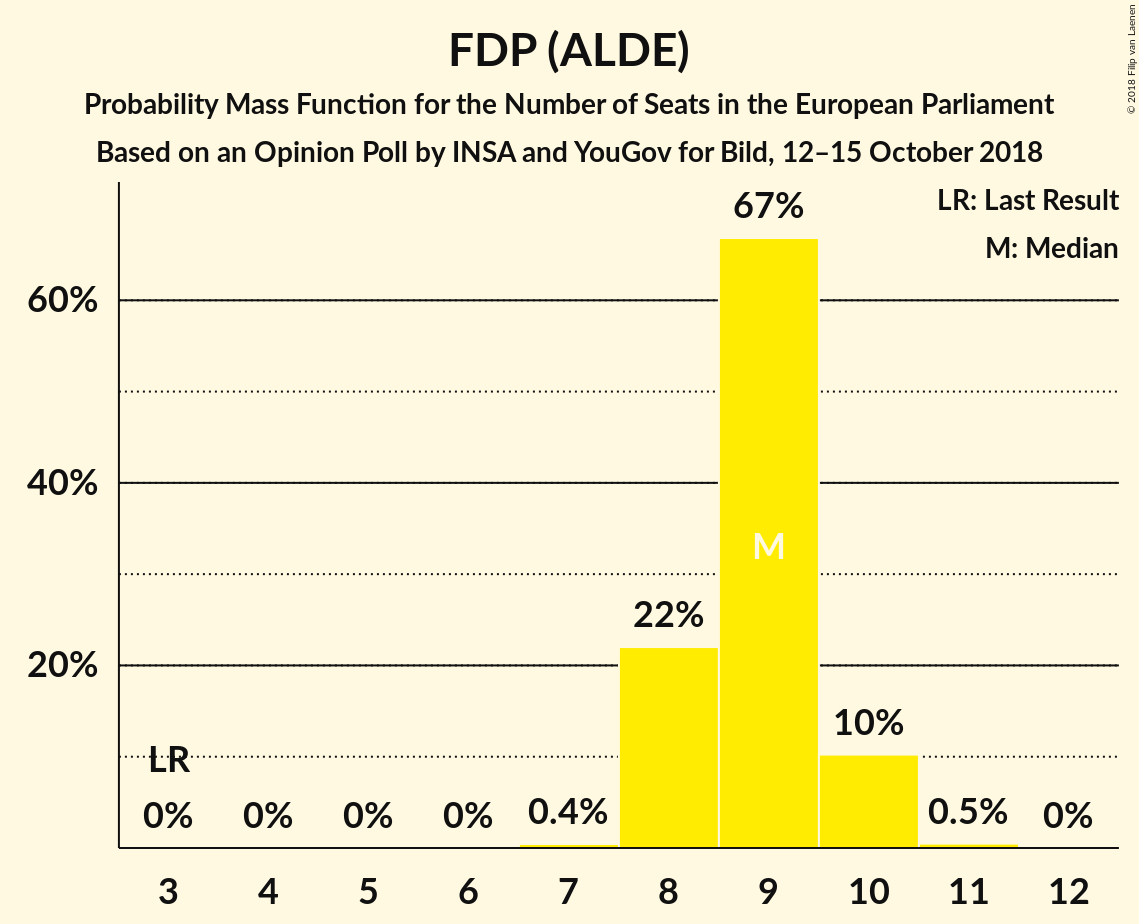 FDP (ALDE)
Probability Mass Function for the Number of Seats in the European Parliament
Based on an Opinion Poll by INSA and YouGov for Bild, 12–15 October 2018
© 2018 Filip van Laenen
LR: Last Result
M: Median
60%
40%
20%
LR
0%
0%
0%
0%
0.4%
22%
67%
M
10%
0.5%
0%
3 4 5 6 7 8 9 10 11 12